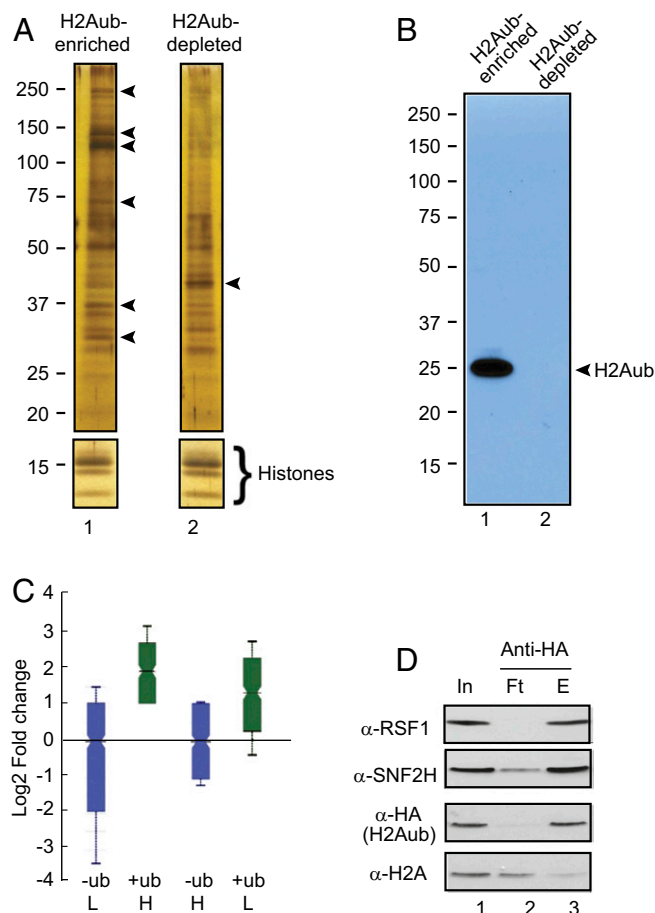 A
H2Aub-
enriched
H2Aub-
depleted
250
150
100
75
50
37
25
20
15
Histones
1 2
B
H2Aub-
enriched
H2Aub-
depleted
250
150
100
75
50
37
25
20
15
H2Aub
1 2
C
Log2 Fold change
4
3
2
1
0
-1
-2
-3
-4
-ub +ub -ub +ub
L H H L
D
Anti-HA
In Ft E
α-RSF1
α-SNF2H
α-HA
(H2Aub)
α-H2A
1 2 3